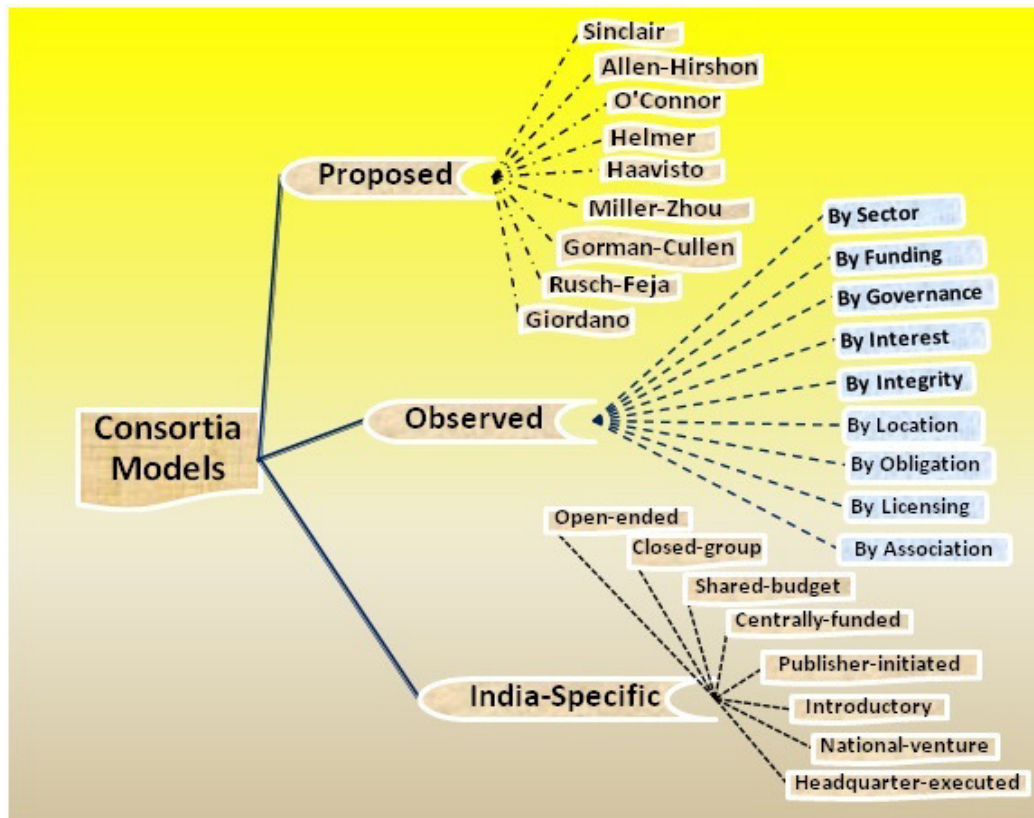 Consortia
Models
Proposed
Sinclair
Allen-Hirshon
O'Connor
Helmer
Haavisto
Miller-Zhou
Gorman-Cullen
Rusch-Feja
Giordano
Observed
By Sector
By Funding
By Governance
By Interest
By Integrity
By Location
By Obligation
By Licensing
By Association
India-Specific
Open-ended
Closed-group
Shared-budget
Centrally-funded
Publisher-initiated
Introductory
National-venture
Headquarter-executed